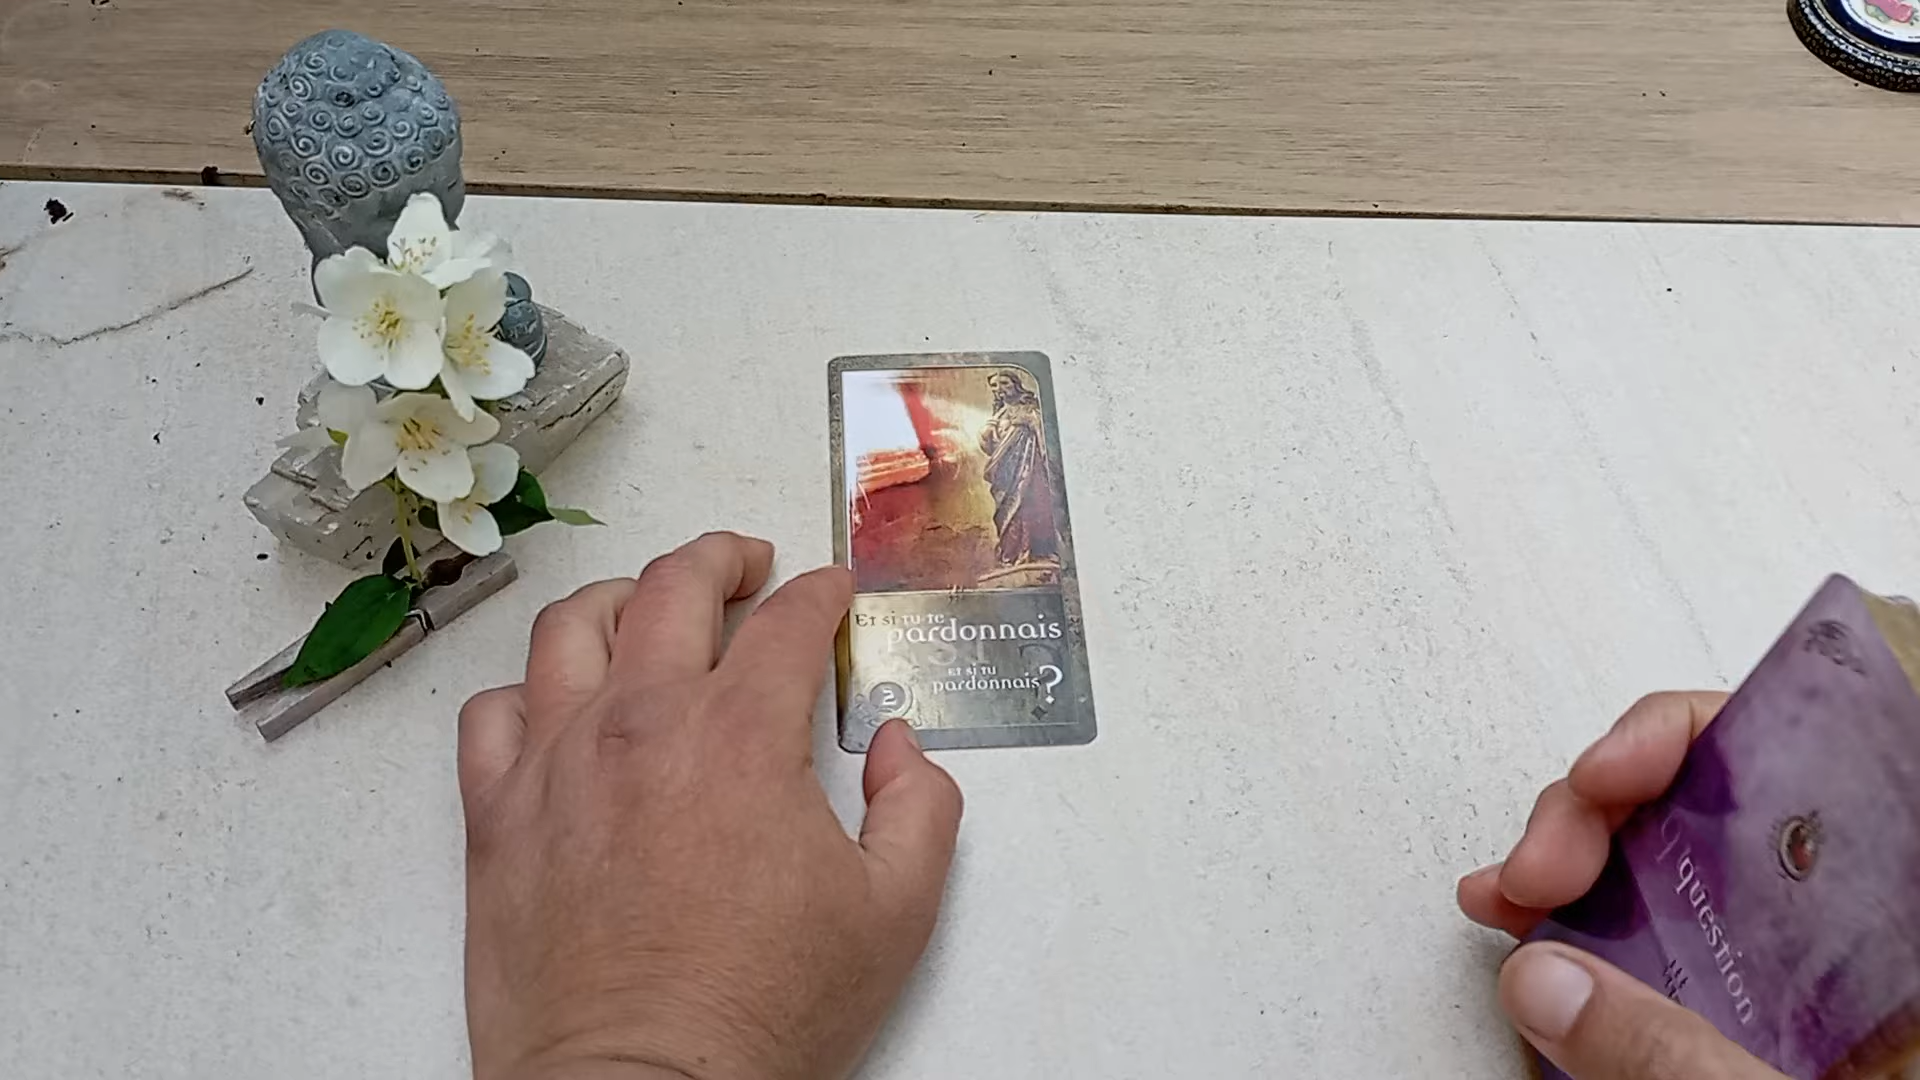 Et si tu te
pardonnais
et si tu
pardonnais?
2
question